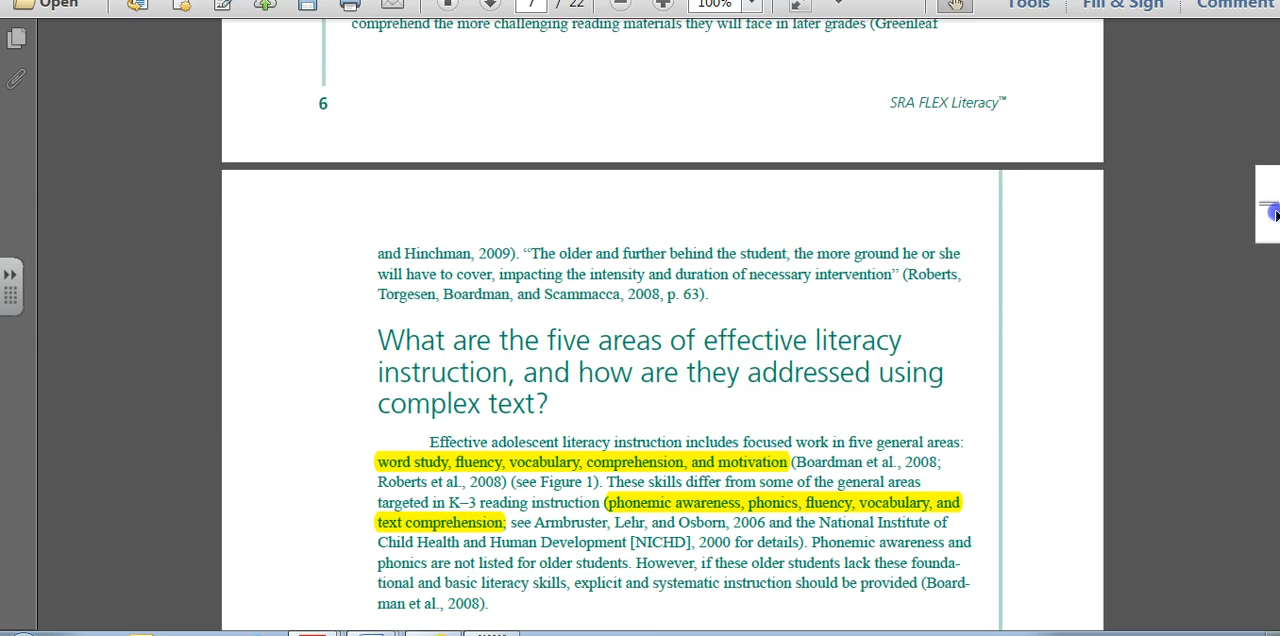 Open
7 / 22
100%
Tools
Fill & Sign
Comment
comprehend the more challenging reading materials they will face in later grades (Greenleaf
6
SRA FLEX Literacy™
and Hinchman, 2009). “The older and further behind the student, the more ground he or she
will have to cover, impacting the intensity and duration of necessary intervention” (Roberts,
Torgesen, Boardman, and Scammacca, 2008, p. 63).
What are the five areas of effective literacy
instruction, and how are they addressed using
complex text?
Effective adolescent literacy instruction includes focused work in five general areas:
word study, fluency, vocabulary, comprehension, and motivation (Boardman et al., 2008;
Roberts et al., 2008) (see Figure 1). These skills differ from some of the general areas
targeted in K–3 reading instruction (phonemic awareness, phonics, fluency, vocabulary, and
text comprehension; see Armbruster, Lehr, and Osborn, 2006 and the National Institute of
Child Health and Human Development [NICHD], 2000 for details). Phonemic awareness and
phonics are not listed for older students. However, if these older students lack these founda-
tional and basic literacy skills, explicit and systematic instruction should be provided (Board-
man et al., 2008).